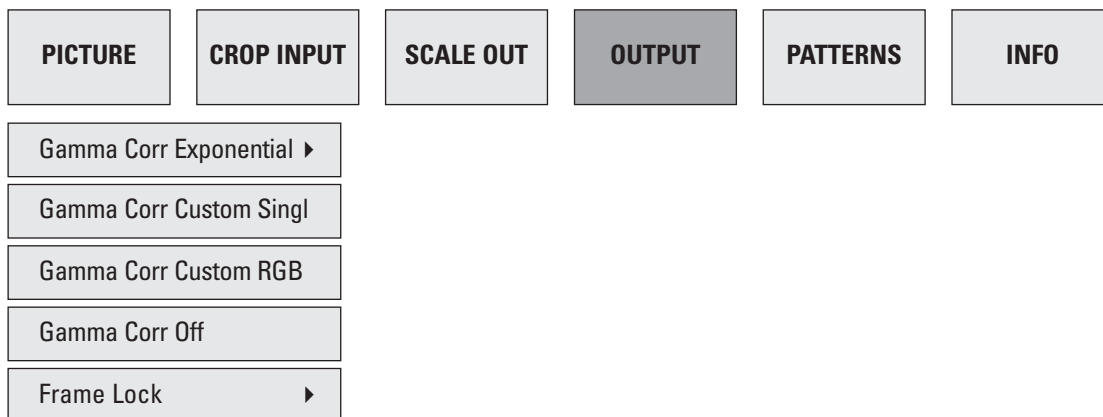 PICTURE CROP INPUT SCALE OUT OUTPUT PATTERNS INFO
Gamma Corr Exponential ▸
Gamma Corr Custom Singl
Gamma Corr Custom RGB
Gamma Corr Off
Frame Lock ▸